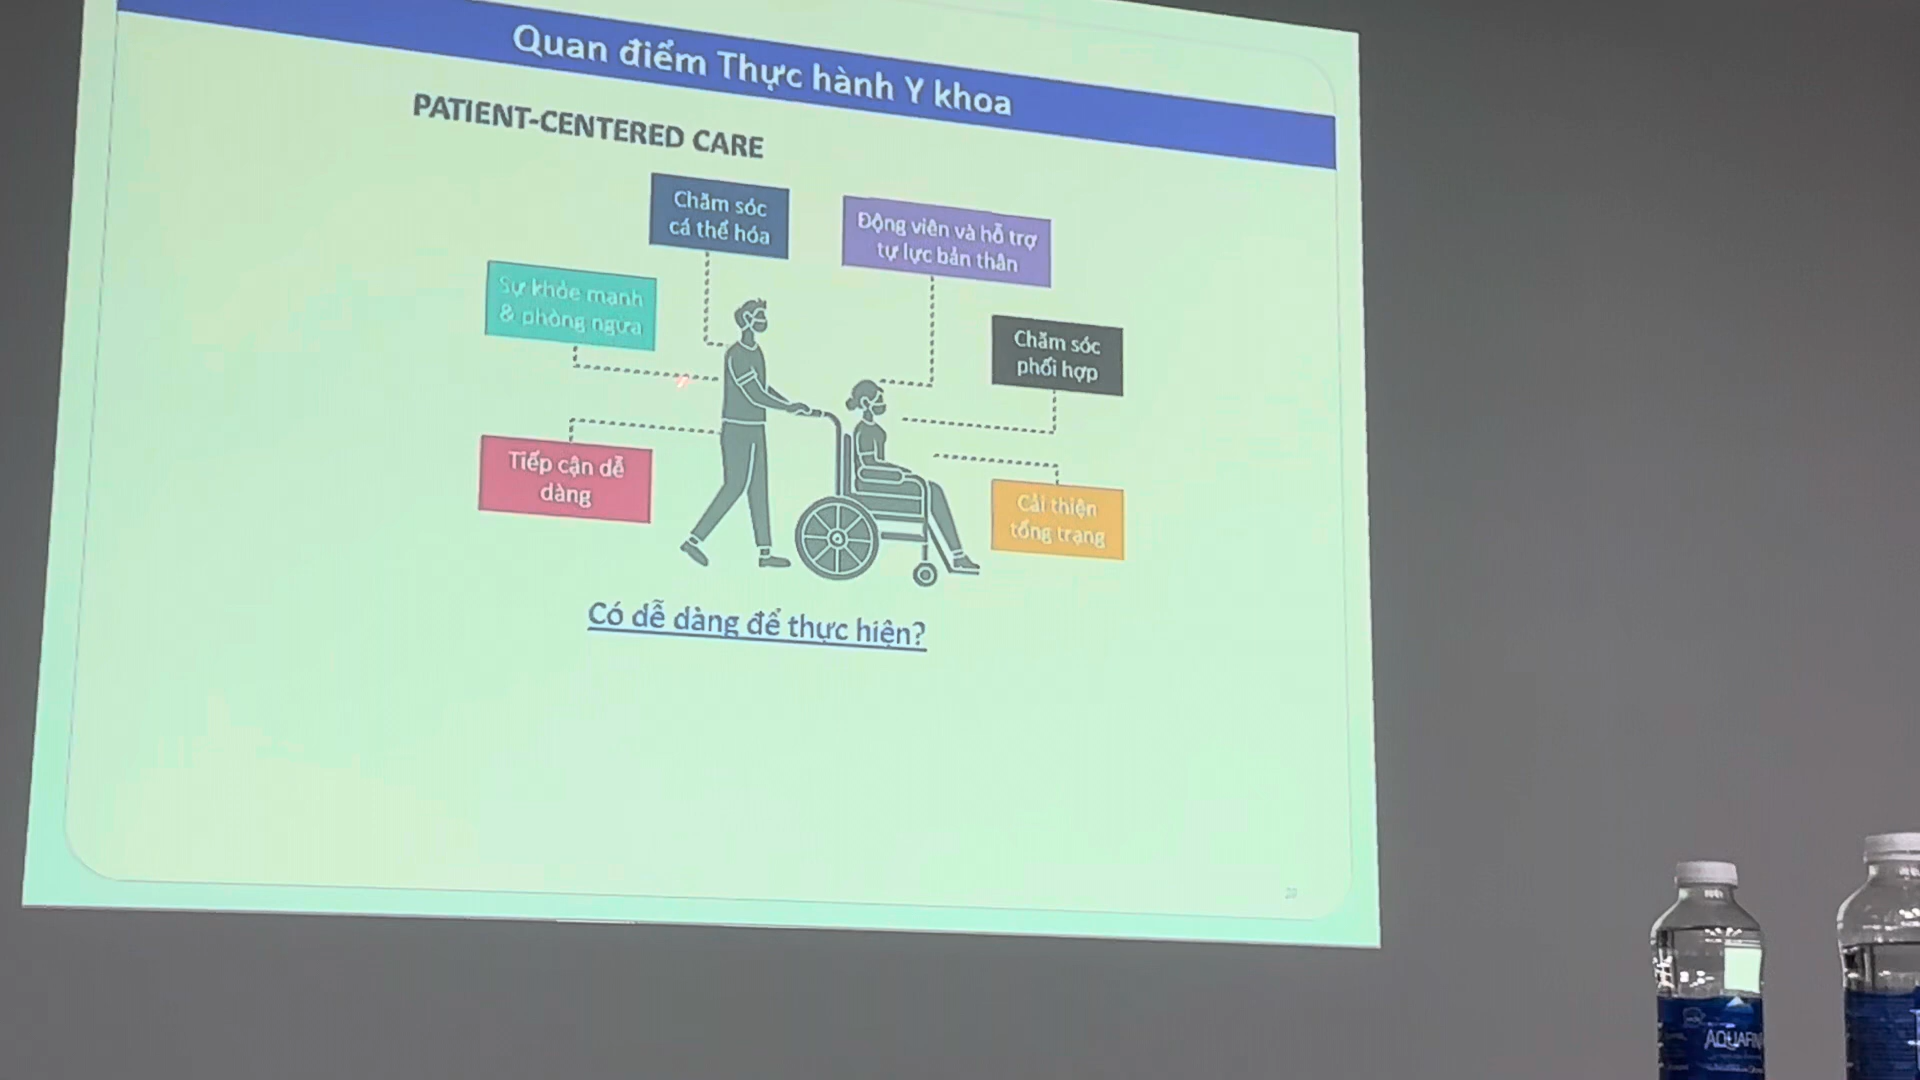 Quan điểm Thực hành Y khoa
PATIENT-CENTERED CARE
Chăm sóc
cá thể hóa
Động viên và hỗ trợ
tự lực bản thân
Sự khỏe mạnh
& phòng ngừa
Chăm sóc
phối hợp
Tiếp cận dễ
dàng
Cải thiện
tổng trạng
Có dễ dàng để thực hiện?